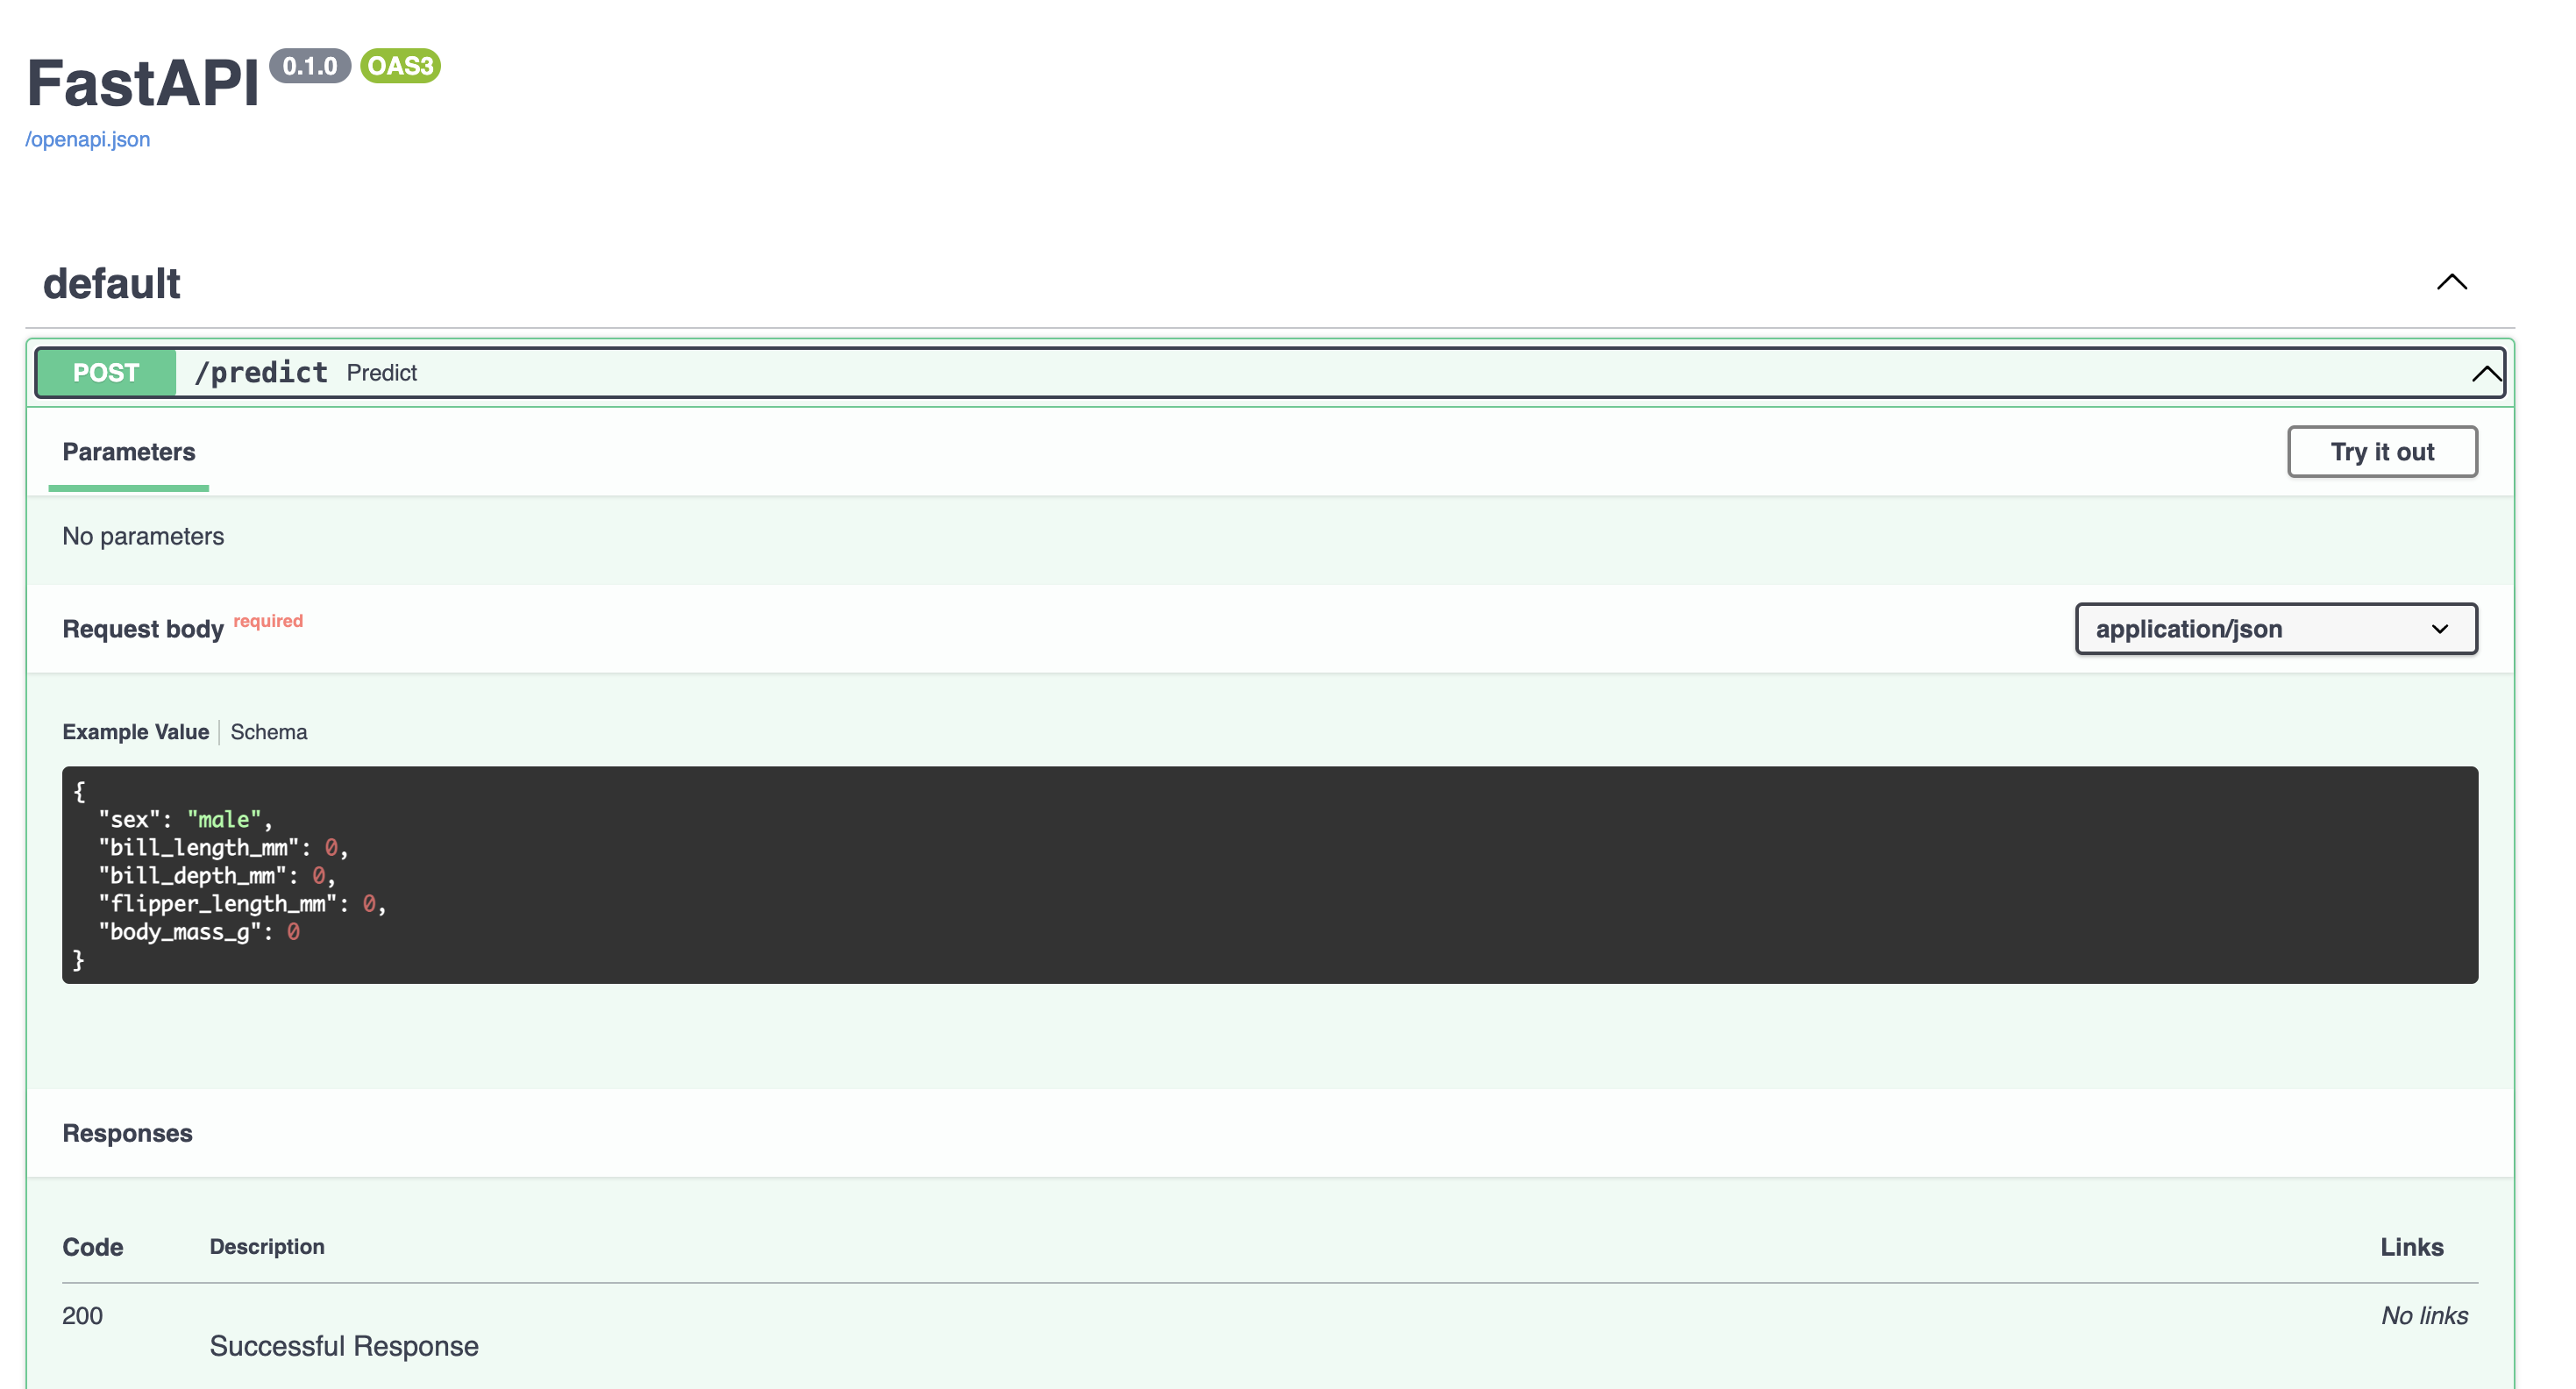 FastAPI 0.1.0 OAS3
/openapi.json
default
POST /predict Predict
Parameters Try it out
No parameters
Request body required application/json
Example Value Schema
{
  "sex": "male",
  "bill_length_mm": 0,
  "bill_depth_mm": 0,
  "flipper_length_mm": 0,
  "body_mass_g": 0
}
Responses
Code Description Links
200 No links
Successful Response